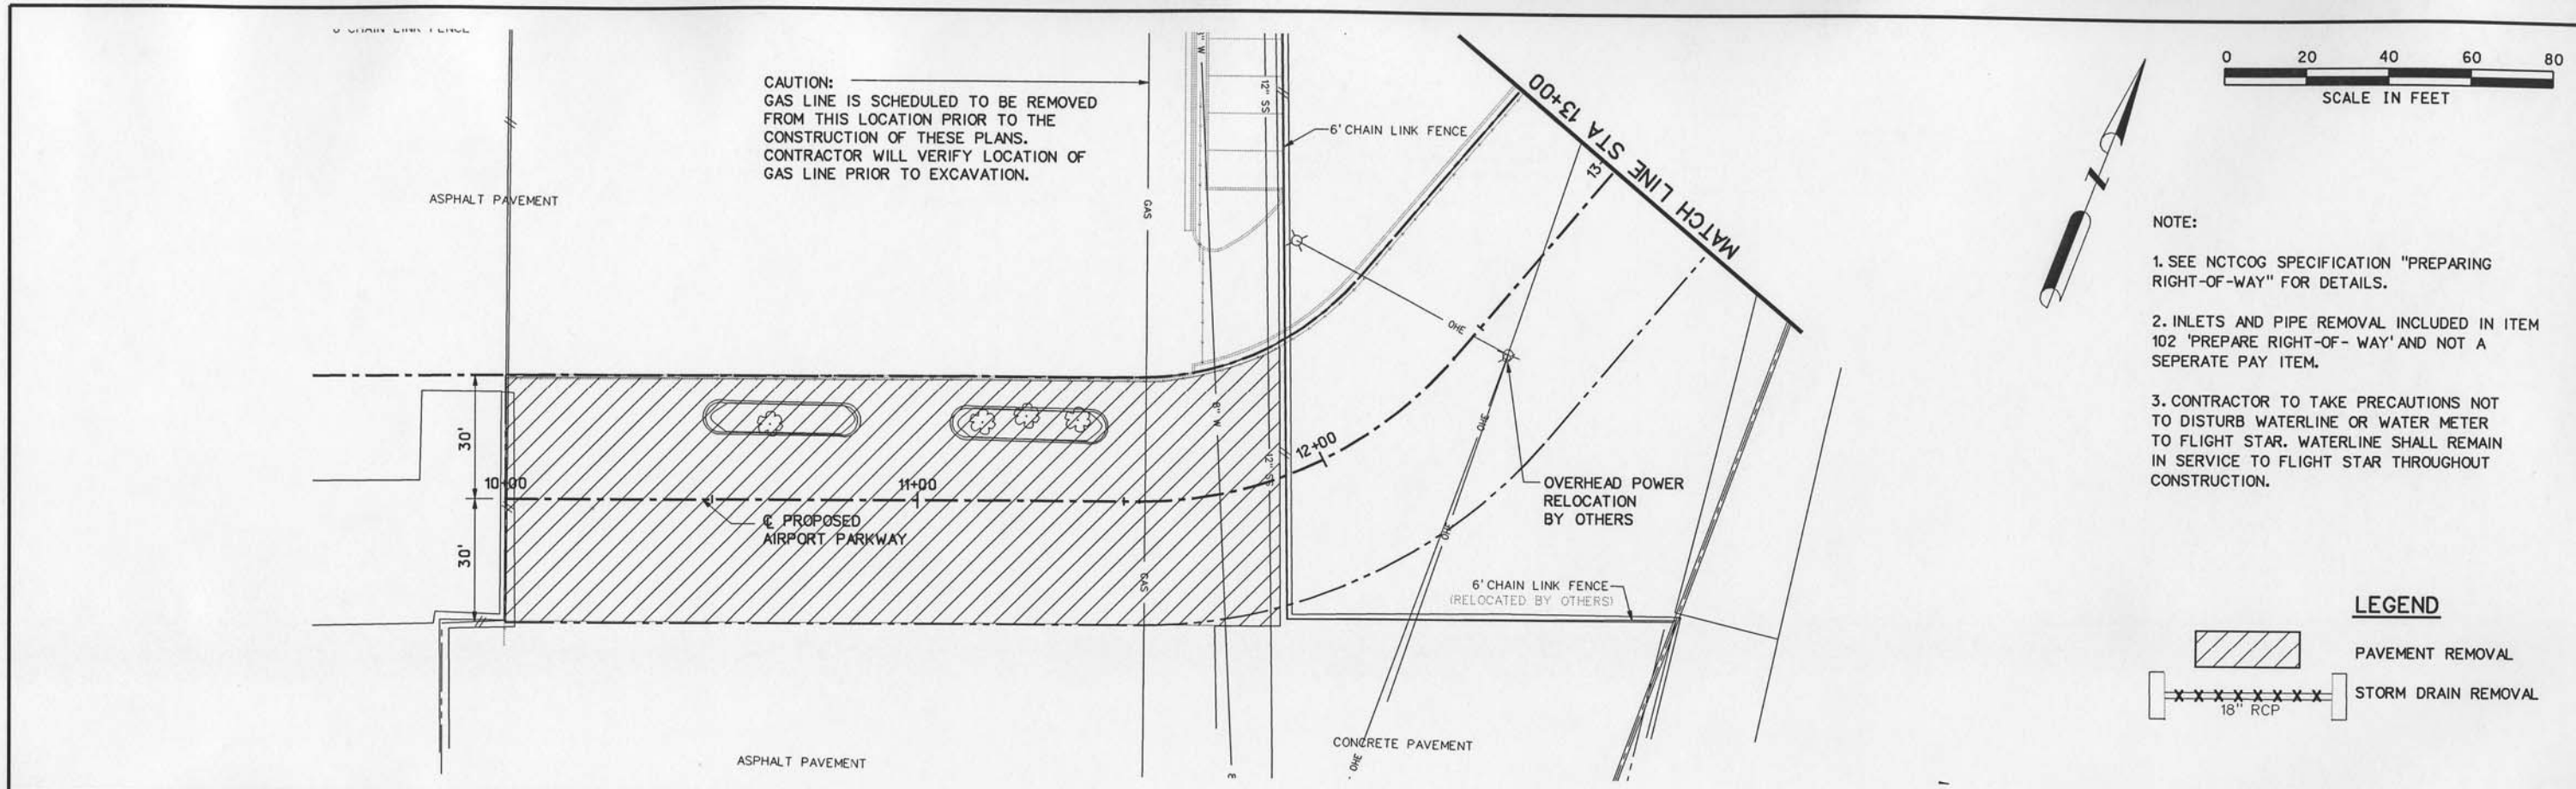 CAUTION:
GAS LINE IS SCHEDULED TO BE REMOVED
FROM THIS LOCATION PRIOR TO THE
CONSTRUCTION OF THESE PLANS.
CONTRACTOR WILL VERIFY LOCATION OF
GAS LINE PRIOR TO EXCAVATION.
ASPHALT PAVEMENT
GAS
12" SS
6' CHAIN LINK FENCE
MATCH LINE STA 13+00
13
0 20 40 60 80
SCALE IN FEET
N
NOTE:
1. SEE NCTCOG SPECIFICATION "PREPARING
RIGHT-OF-WAY" FOR DETAILS.
2. INLETS AND PIPE REMOVAL INCLUDED IN ITEM
102 'PREPARE RIGHT-OF- WAY' AND NOT A
SEPERATE PAY ITEM.
3. CONTRACTOR TO TAKE PRECAUTIONS NOT
TO DISTURB WATERLINE OR WATER METER
TO FLIGHT STAR. WATERLINE SHALL REMAIN
IN SERVICE TO FLIGHT STAR THROUGHOUT
CONSTRUCTION.
OHE
OHE
30'
30'
10+00
11+00
12+00
8" W
℄ PROPOSED
AIRPORT PARKWAY
OVERHEAD POWER
RELOCATION
BY OTHERS
OHE
GAS
6' CHAIN LINK FENCE
(RELOCATED BY OTHERS)
LEGEND
PAVEMENT REMOVAL
STORM DRAIN REMOVAL
18" RCP
CONCRETE PAVEMENT
OHE
ASPHALT PAVEMENT